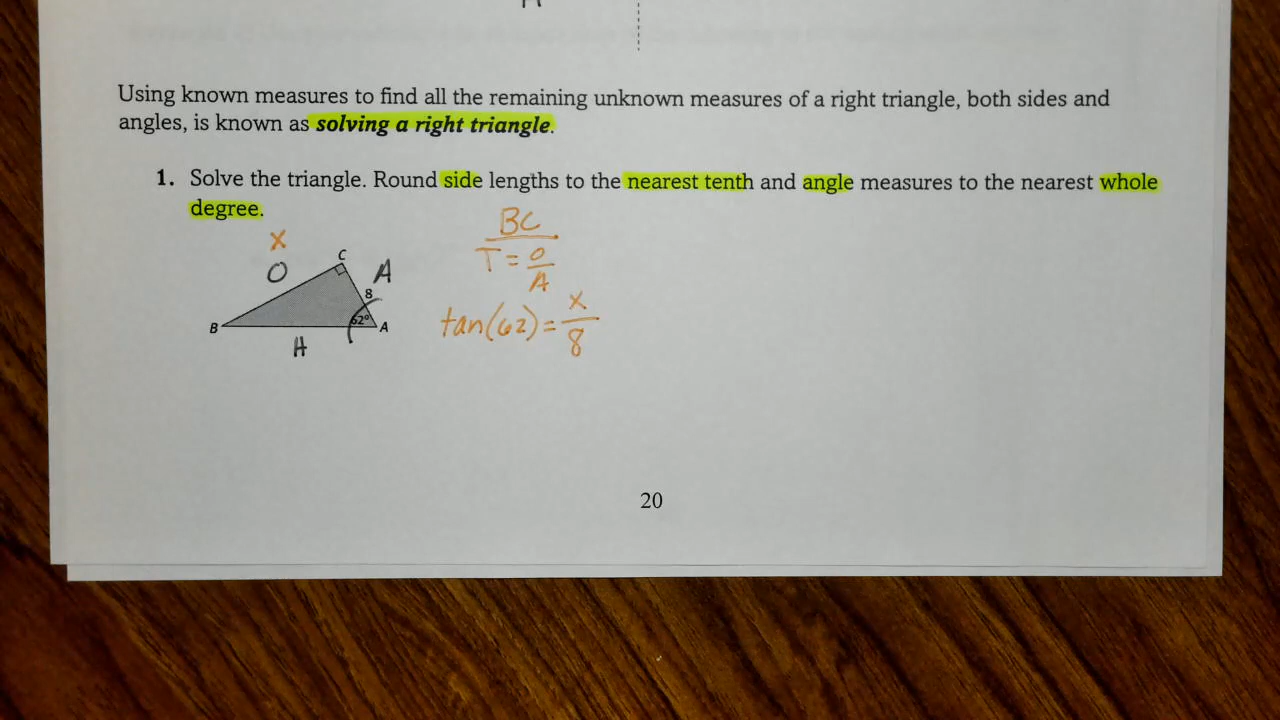 Using known measures to find all the remaining unknown measures of a right triangle, both sides and
angles, is known as solving a right triangle.
1. Solve the triangle. Round side lengths to the nearest tenth and angle measures to the nearest whole
degree.
X
O
C
A
8
62°
B
A
H
BC
T = O/A
tan(62) = x/8
20